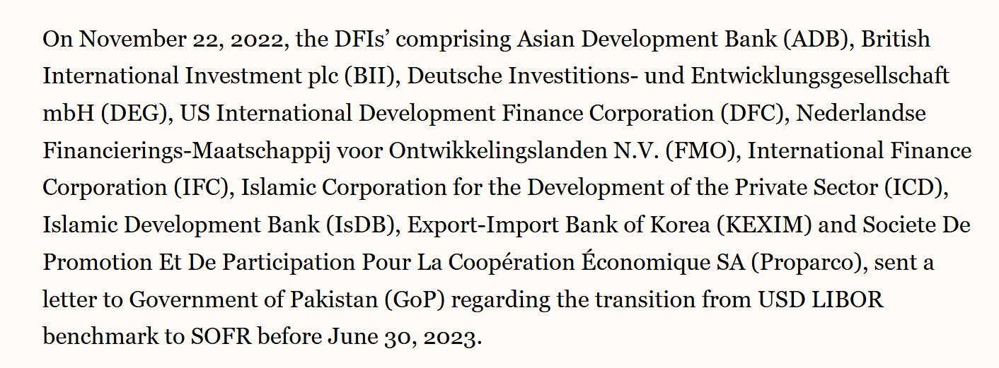 On November 22, 2022, the DFIs’ comprising Asian Development Bank (ADB), British
International Investment plc (BII), Deutsche Investitions- und Entwicklungsgesellschaft
mbH (DEG), US International Development Finance Corporation (DFC), Nederlandse
Financierings-Maatschappij voor Ontwikkelingslanden N.V. (FMO), International Finance
Corporation (IFC), Islamic Corporation for the Development of the Private Sector (ICD),
Islamic Development Bank (IsDB), Export-Import Bank of Korea (KEXIM) and Societe De
Promotion Et De Participation Pour La Coopération Économique SA (Proparco), sent a
letter to Government of Pakistan (GoP) regarding the transition from USD LIBOR
benchmark to SOFR before June 30, 2023.